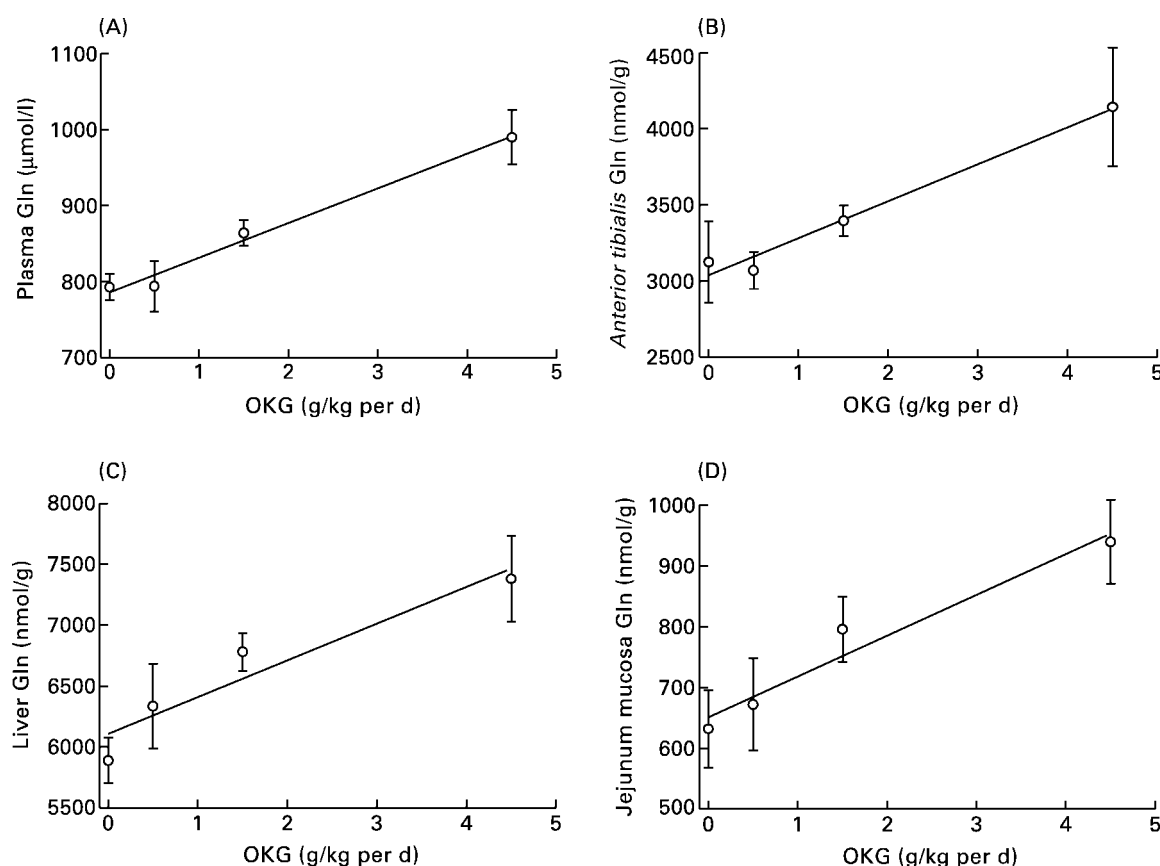 (A)
1100
1000
900
800
700
Plasma Gln (μmol/l)
0 1 2 3 4 5
OKG (g/kg per d)
(B)
4500
4000
3500
3000
2500
Anterior tibialis Gln (nmol/g)
0 1 2 3 4 5
OKG (g/kg per d)
(C)
8000
7500
7000
6500
6000
5500
Liver Gln (nmol/g)
0 1 2 3 4 5
OKG (g/kg per d)
(D)
1000
900
800
700
600
500
Jejunum mucosa Gln (nmol/g)
0 1 2 3 4 5
OKG (g/kg per d)